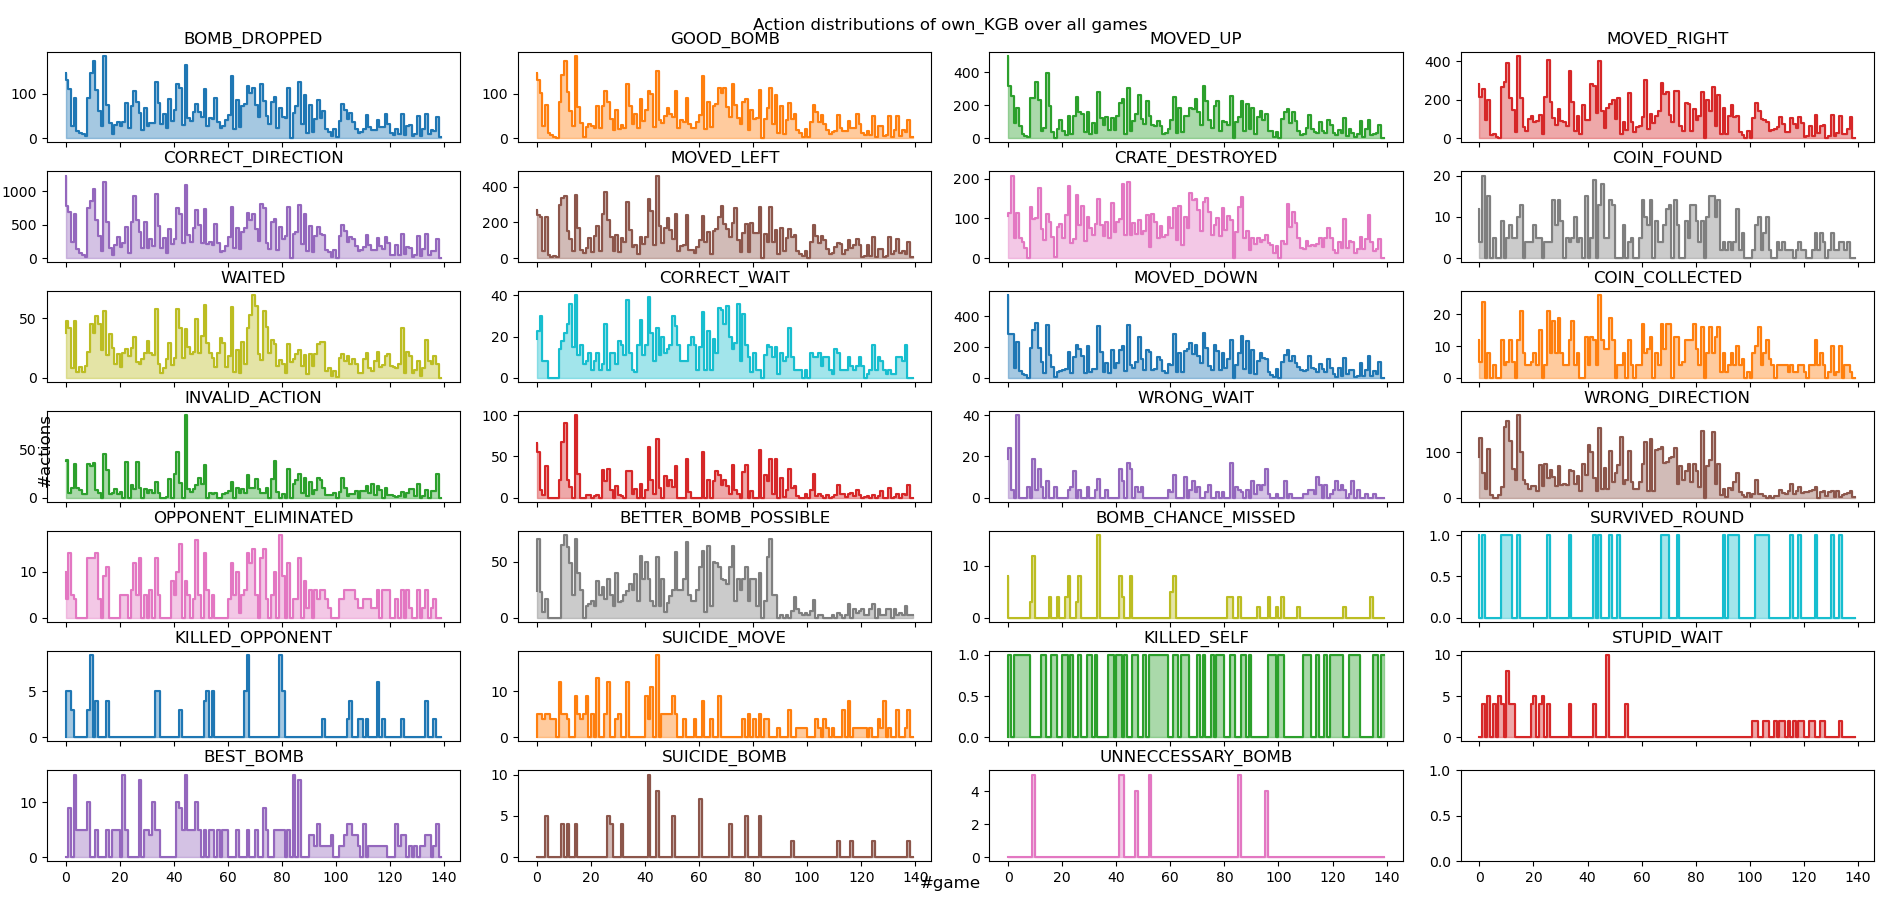 Action distributions of own_KGB over all games
BOMB_DROPPED GOOD_BOMB MOVED_UP MOVED_RIGHT
100 0 100 0 400 200 0 400 200 0
CORRECT_DIRECTION MOVED_LEFT CRATE_DESTROYED COIN_FOUND
1000 500 0 400 200 0 200 100 0 20 10 0
WAITED CORRECT_WAIT MOVED_DOWN COIN_COLLECTED
50 0 40 20 0 400 200 0 20 10 0
INVALID_ACTION WRONG_WAIT WRONG_DIRECTION
50 0 100 50 0 40 20 0 100 0
#actions
OPPONENT_ELIMINATED BETTER_BOMB_POSSIBLE BOMB_CHANCE_MISSED SURVIVED_ROUND
10 0 50 0 10 0 1.0 0.5 0.0
KILLED_OPPONENT SUICIDE_MOVE KILLED_SELF STUPID_WAIT
5 0 10 0 1.0 0.5 0.0 10 5 0
BEST_BOMB SUICIDE_BOMB UNNECCESSARY_BOMB
10 0 10 5 0 4 2 0 1.0 0.5 0.0
0 20 40 60 80 100 120 140 0 20 40 60 80 100 120 140 0 20 40 60 80 100 120 140 0 20 40 60 80 100 120 140
#game